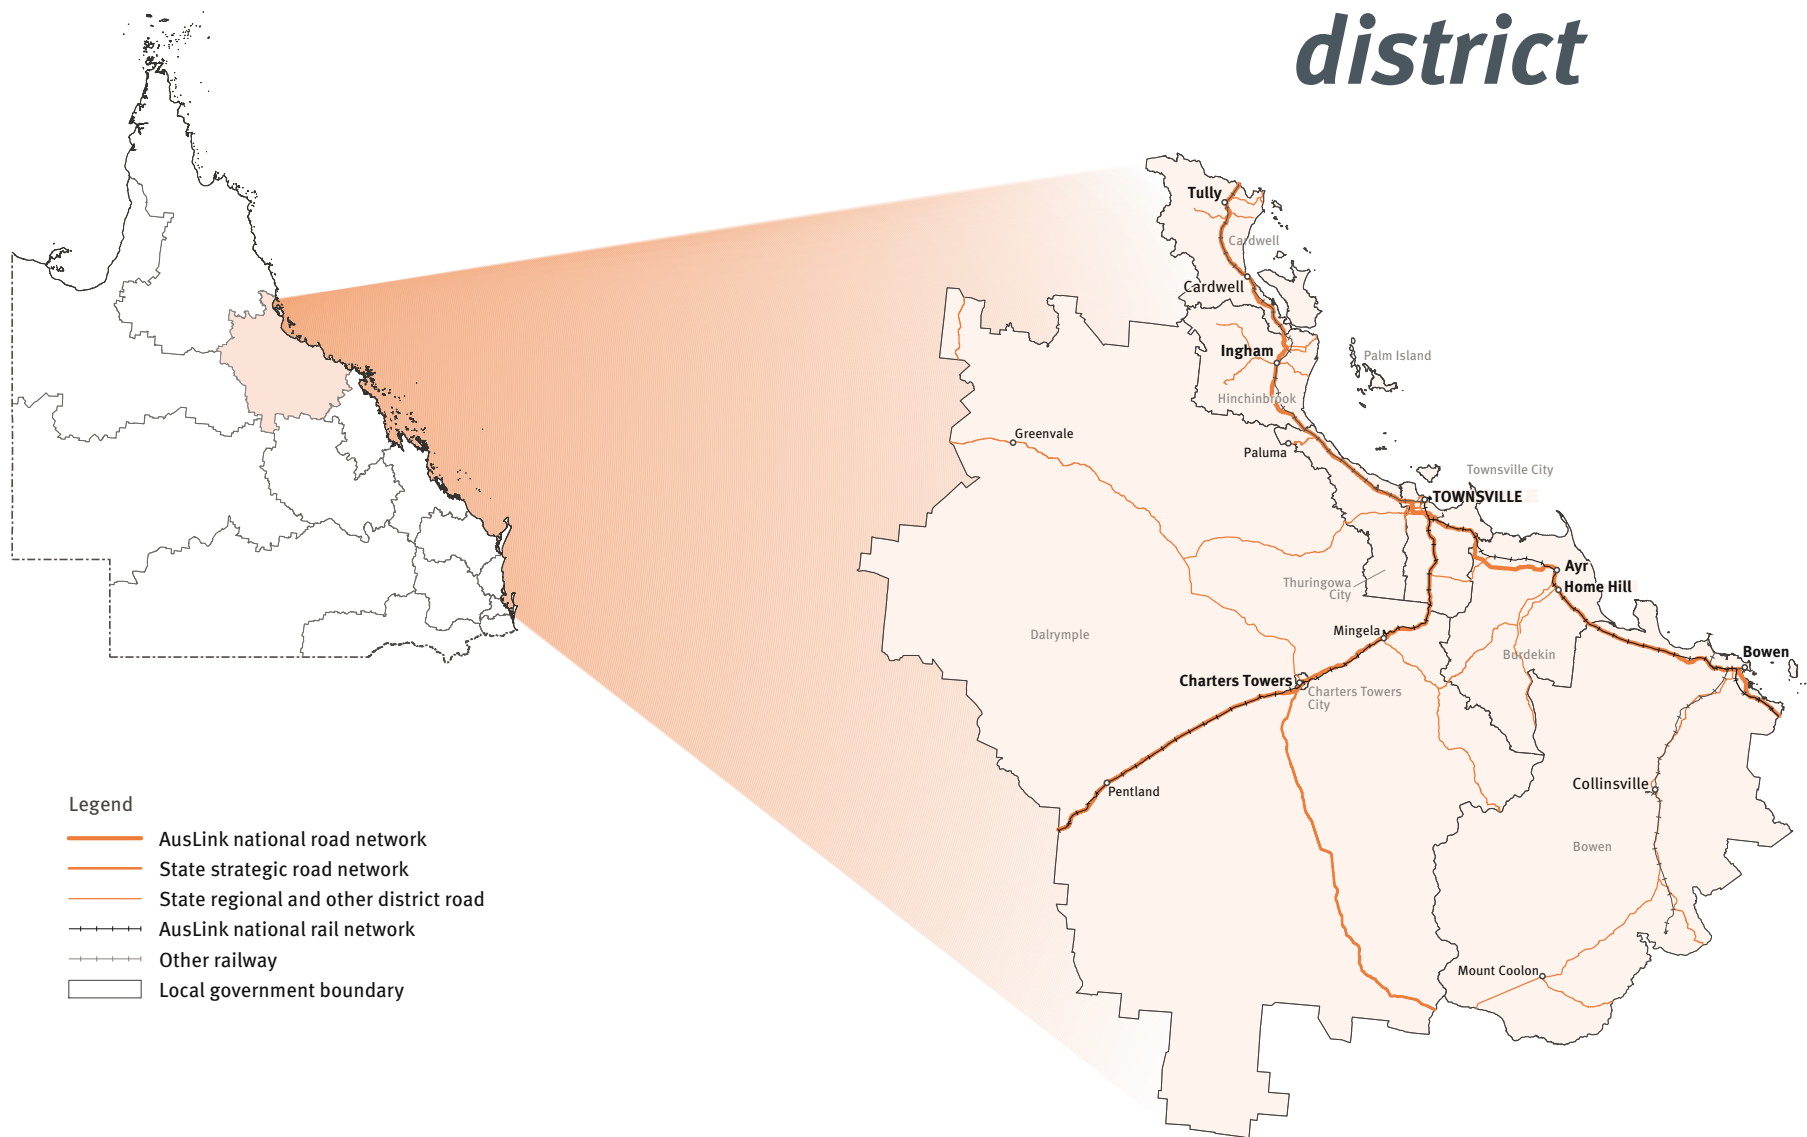 district
Tully
Cardwell
Cardwell
Ingham
Palm Island
Hinchinbrook
Greenvale
Paluma
Townsville City
TOWNSVILLE
Ayr
Home Hill
Thuringowa
City
Mingela
Dalrymple
Burdekin
Bowen
Charters Towers
Charters Towers
City
Pentland
Collinsville
Bowen
Mount Coolon
Legend
AusLink national road network
State strategic road network
State regional and other district road
AusLink national rail network
Other railway
Local government boundary